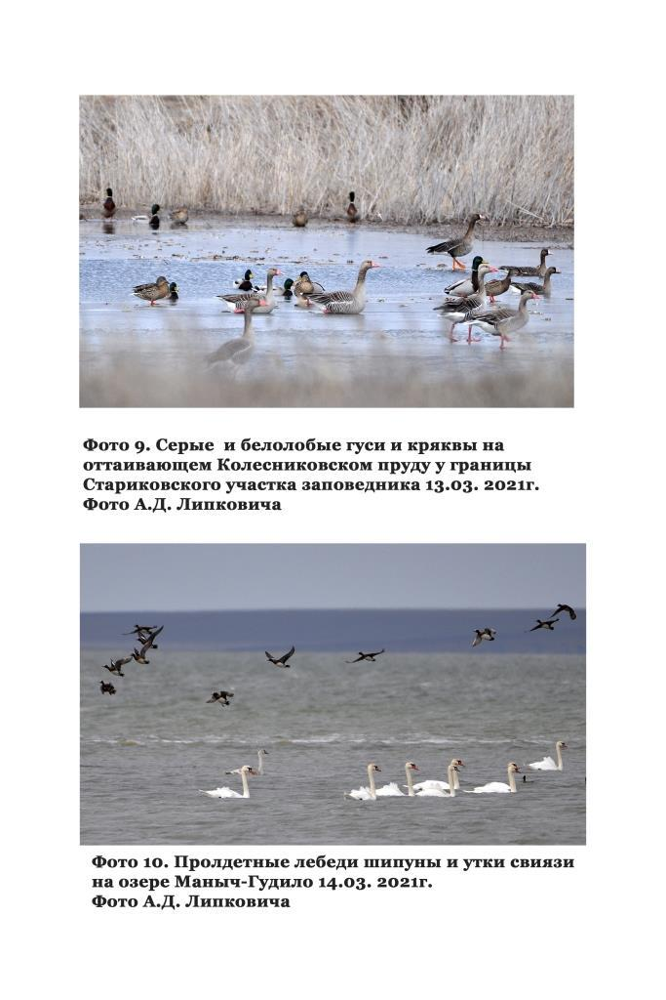 Фото 9. Серые  и белолобые гуси и кряквы на
оттаивающем Колесниковском пруду у границы
Стариковского участка заповедника 13.03. 2021г.
Фото А.Д. Липковича
Фото 10. Пролдетные лебеди шипуны и утки свиязи
на озере Маныч-Гудило 14.03. 2021г.
Фото А.Д. Липковича